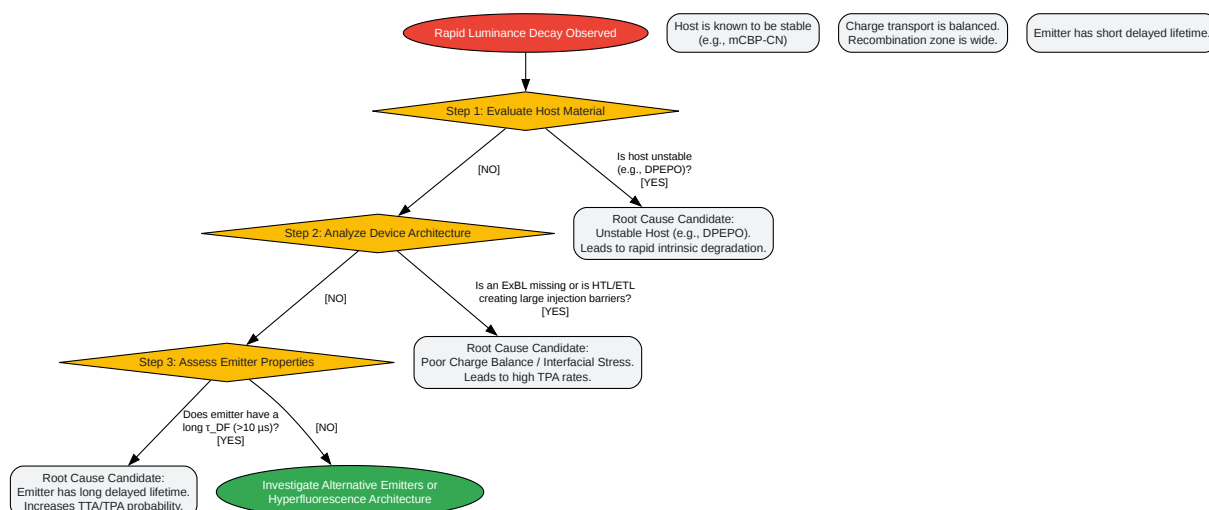 Rapid Luminance Decay Observed
Host is known to be stable
(e.g., mCBP-CN)
Charge transport is balanced.
Recombination zone is wide.
Emitter has short delayed lifetime.
Step 1: Evaluate Host Material
[NO]
Is host unstable
(e.g., DPEPO)?
[YES]
Step 2: Analyze Device Architecture
Root Cause Candidate:
Unstable Host (e.g., DPEPO).
Leads to rapid intrinsic degradation.
[NO]
Is an ExBL missing or is HTL/ETL
creating large injection barriers?
[YES]
Step 3: Assess Emitter Properties
Root Cause Candidate:
Poor Charge Balance / Interfacial Stress.
Leads to high TPA rates.
Does emitter have a
long τ_DF (>10 µs)?
[YES]
[NO]
Root Cause Candidate:
Emitter has long delayed lifetime.
Increases TTA/TPA probability.
Investigate Alternative Emitters or
Hyperfluorescence Architecture